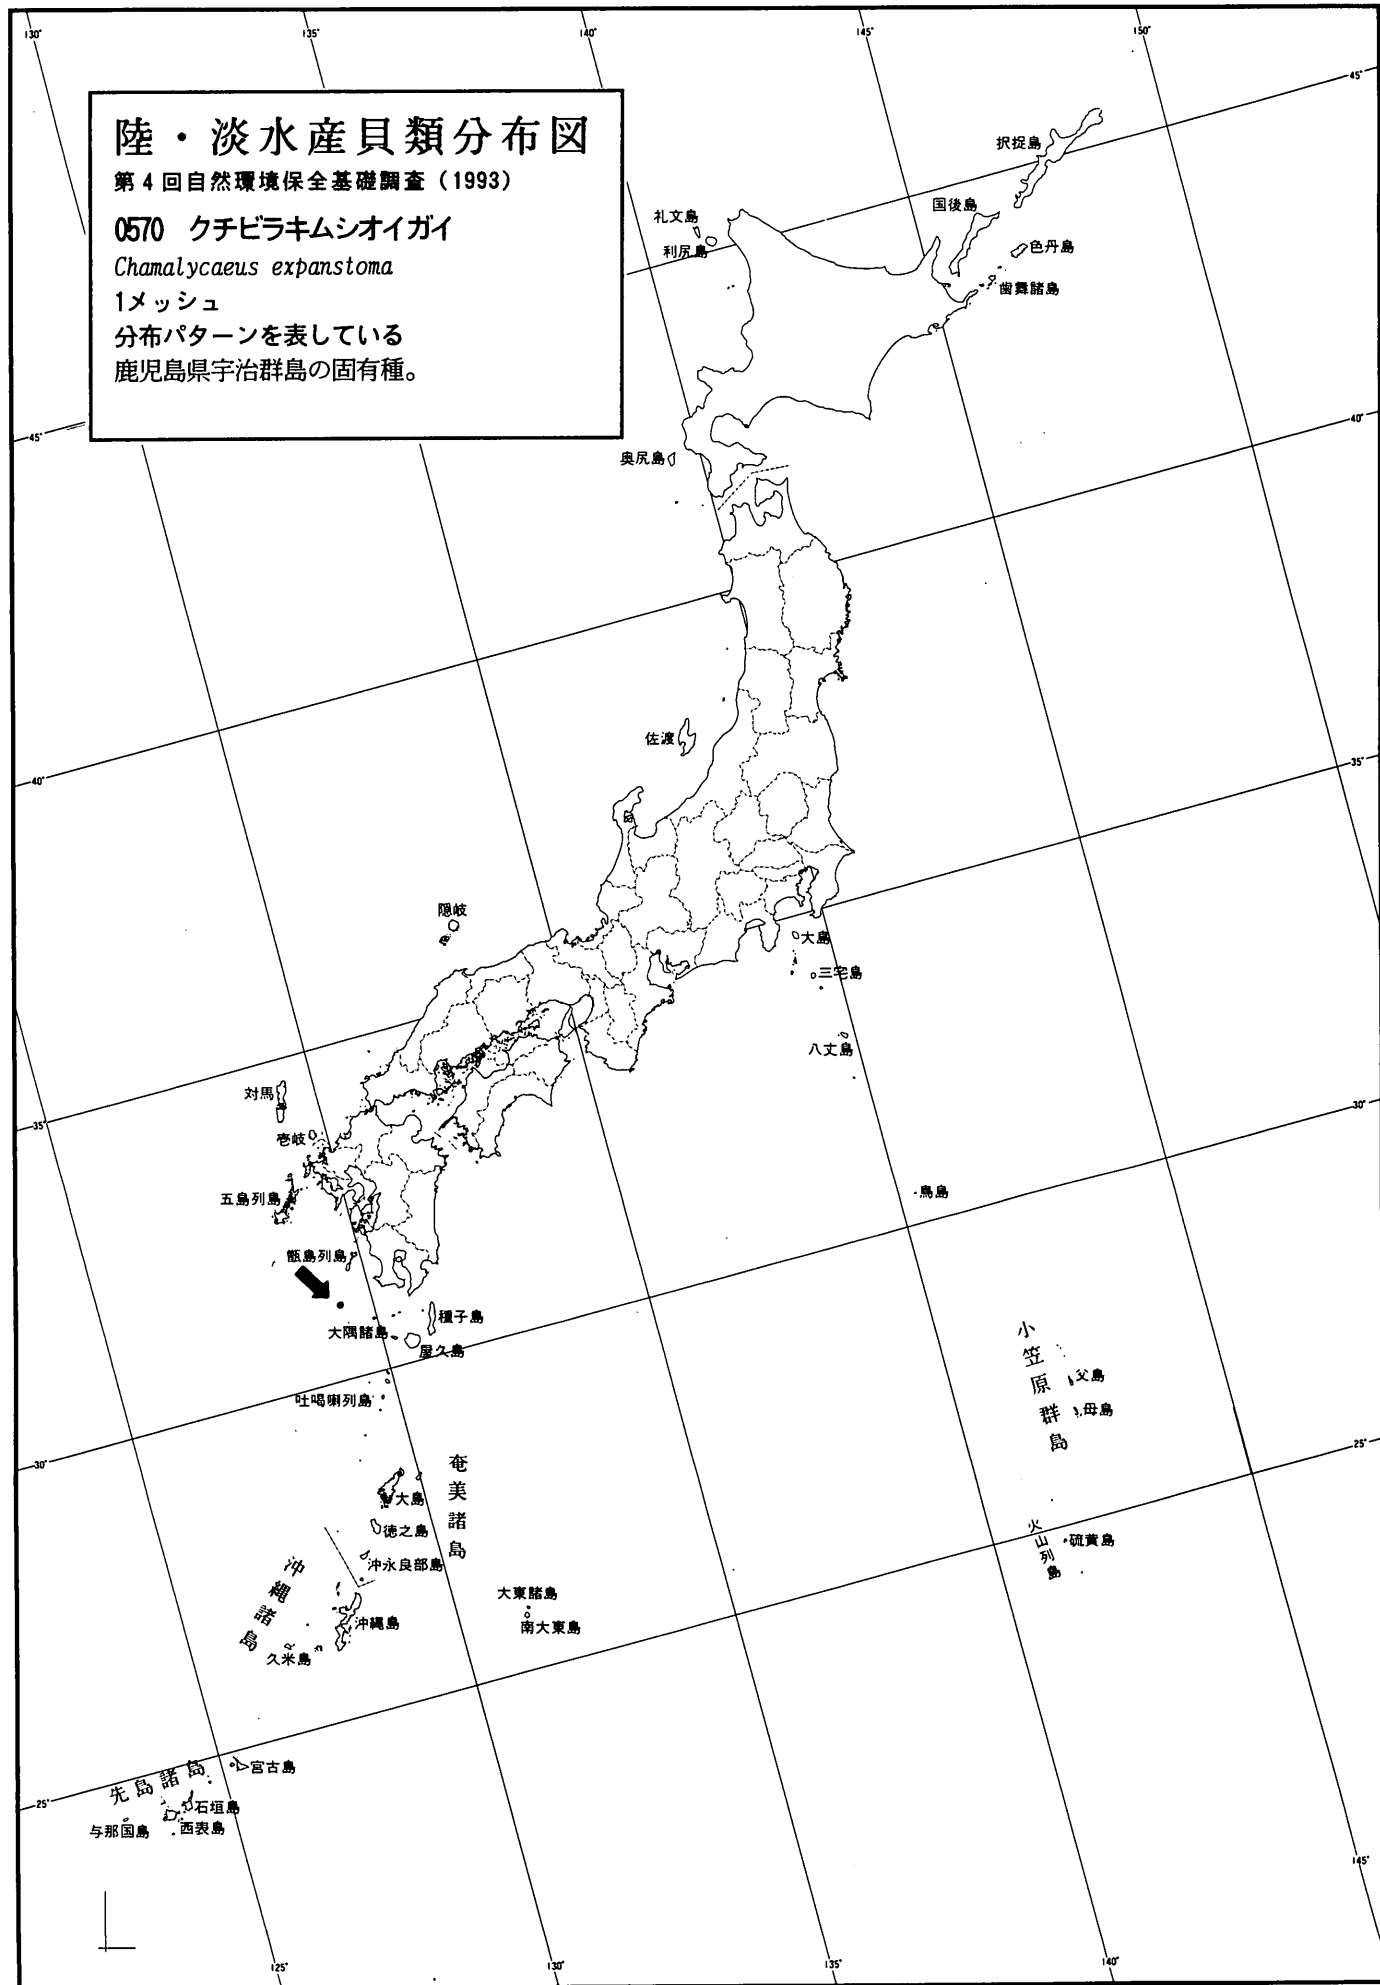 130°
135°
140°
145°
150°
45°
陸・淡水産貝類分布図
第4回自然環境保全基礎調査（1993）
0570 クチビラキムシオイガイ
Chamalycaeus expanstoma
1メッシュ
分布パターンを表している
鹿児島県宇治群島の固有種。
択捉島
国後島
色丹島
歯舞諸島
礼文島
利尻島
45°
40°
奥尻島
佐渡
40°
35°
隠岐
大島
三宅島
八丈島
対馬
35°
30°
壱岐
五島列島
鳥島
甑島列島
種子島
大隅諸島
屋久島
吐喝喇列島
小笠原群島
父島
母島
30°
25°
奄美諸島
大島
徳之島
沖永良部島
火山列島
硫黄島
沖縄諸島
沖縄島
久米島
大東諸島
南大東島
先島諸島
宮古島
石垣島
西表島
与那国島
25°
145°
125°
130°
135°
140°